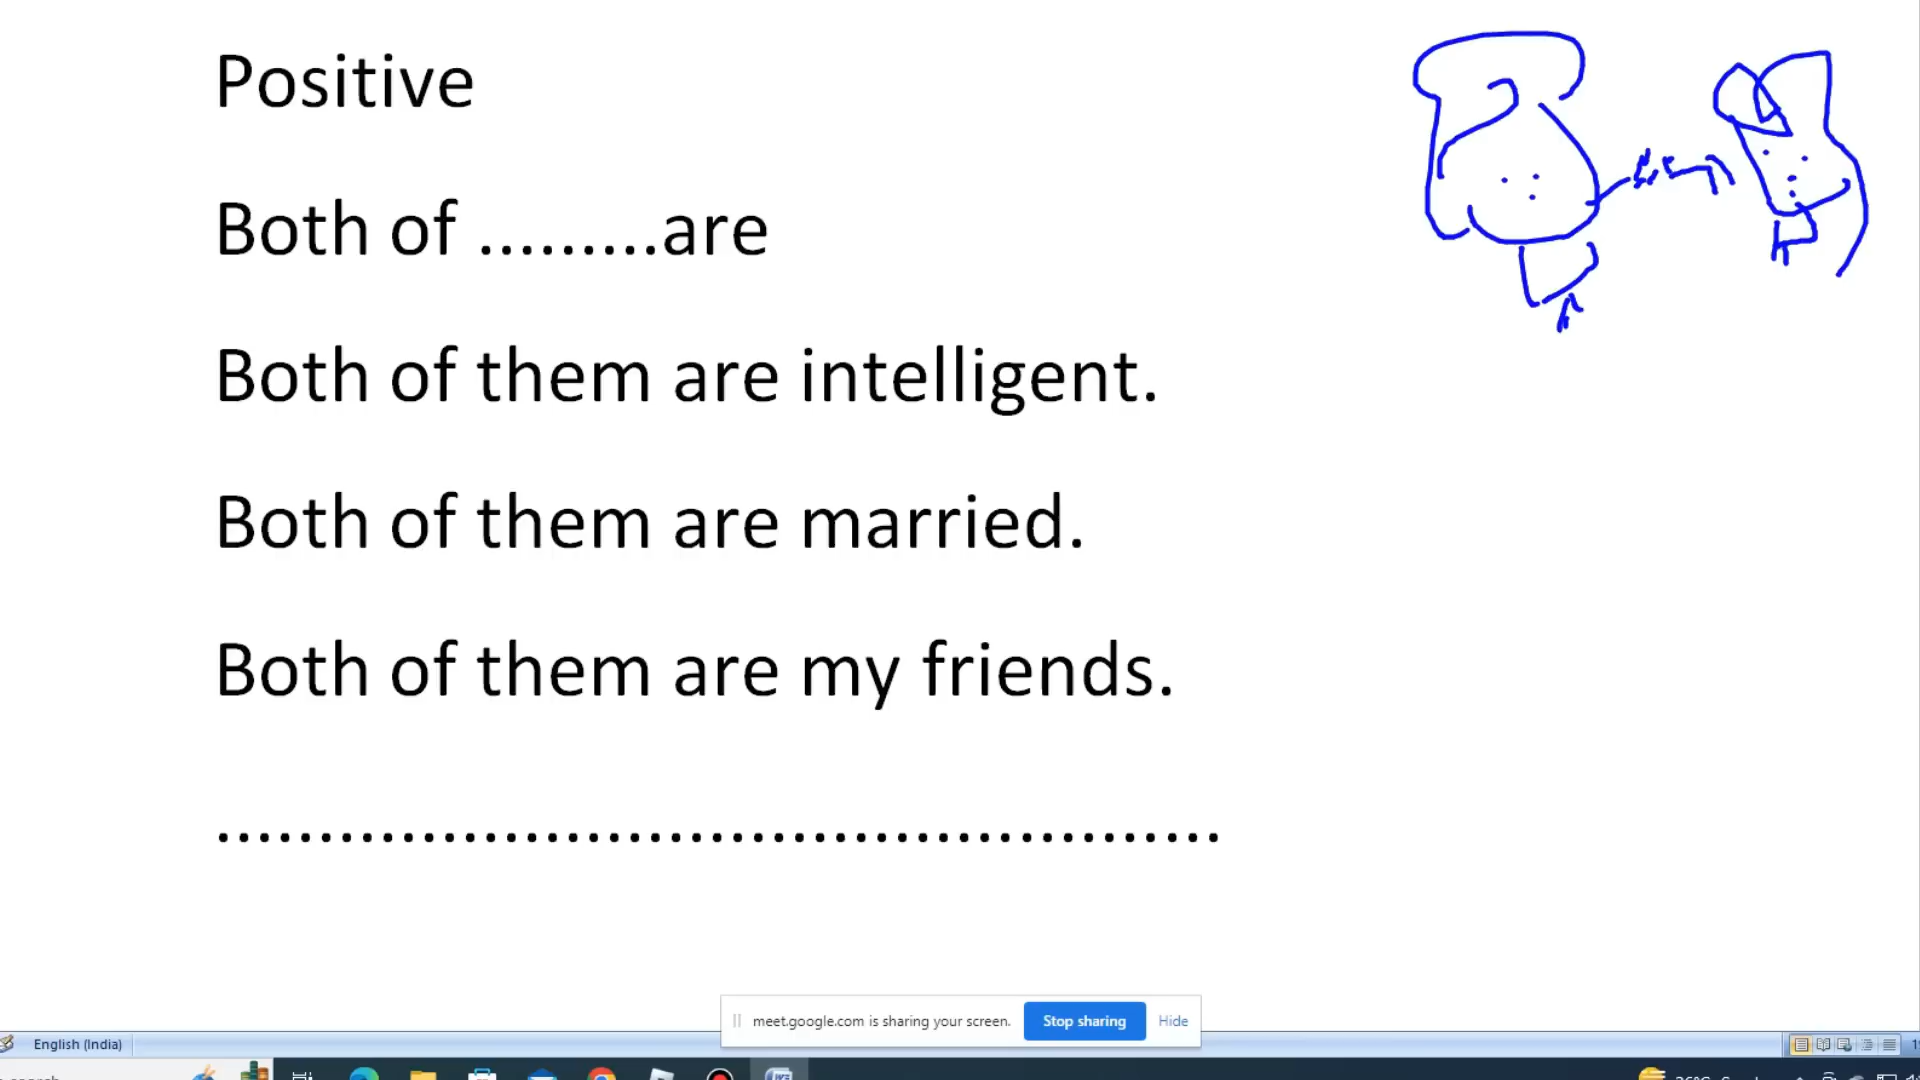 Positive
Both of .........are
Both of them are intelligent.
Both of them are married.
Both of them are my friends.
.................................................
meet.google.com is sharing your screen. Stop sharing Hide
English (India)